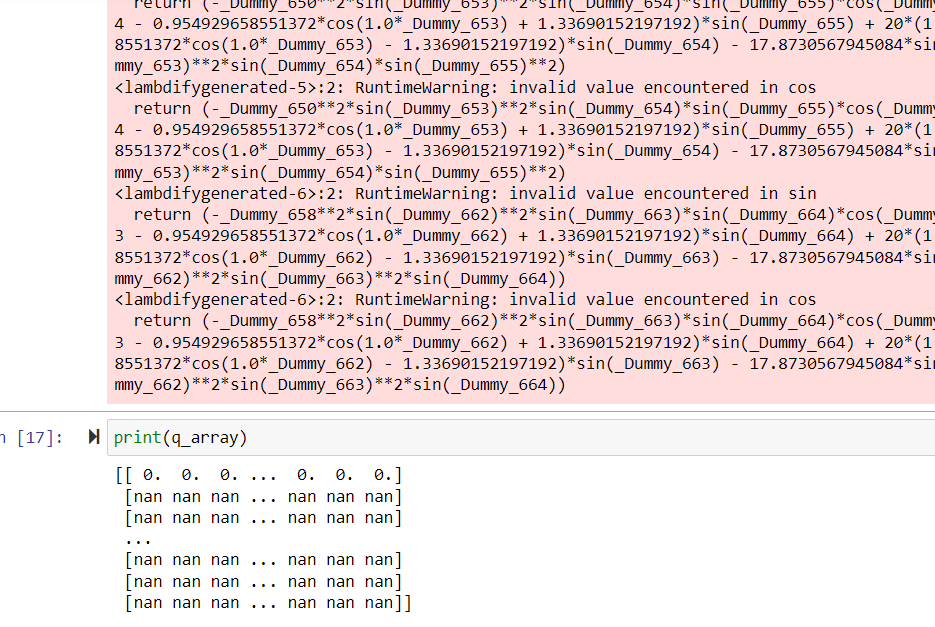 return (-_Dummy_650**2*sin(_Dummy_653)**2*sin(_Dummy_654)*sin(_Dummy_655)*cos(_Dumm
4 - 0.954929658551372*cos(1.0*_Dummy_653) + 1.33690152197192)*sin(_Dummy_655) + 20*(1
8551372*cos(1.0*_Dummy_653) - 1.33690152197192)*sin(_Dummy_654) - 17.8730567945084*sin
mmy_653)**2*sin(_Dummy_654)*sin(_Dummy_655)**2)
<lambdifygenerated-5>:2: RuntimeWarning: invalid value encountered in cos
return (-_Dummy_650**2*sin(_Dummy_653)**2*sin(_Dummy_654)*sin(_Dummy_655)*cos(_Dummy
4 - 0.954929658551372*cos(1.0*_Dummy_653) + 1.33690152197192)*sin(_Dummy_655) + 20*(1
8551372*cos(1.0*_Dummy_653) - 1.33690152197192)*sin(_Dummy_654) - 17.8730567945084*sin
mmy_653)**2*sin(_Dummy_654)*sin(_Dummy_655)**2)
<lambdifygenerated-6>:2: RuntimeWarning: invalid value encountered in sin
return (-_Dummy_658**2*sin(_Dummy_662)**2*sin(_Dummy_663)*sin(_Dummy_664)*cos(_Dummy
3 - 0.954929658551372*cos(1.0*_Dummy_662) + 1.33690152197192)*sin(_Dummy_664) + 20*(1
8551372*cos(1.0*_Dummy_662) - 1.33690152197192)*sin(_Dummy_663) - 17.8730567945084*sin
mmy_662)**2*sin(_Dummy_663)**2*sin(_Dummy_664))
<lambdifygenerated-6>:2: RuntimeWarning: invalid value encountered in cos
return (-_Dummy_658**2*sin(_Dummy_662)**2*sin(_Dummy_663)*sin(_Dummy_664)*cos(_Dummy
3 - 0.954929658551372*cos(1.0*_Dummy_662) + 1.33690152197192)*sin(_Dummy_664) + 20*(1
8551372*cos(1.0*_Dummy_662) - 1.33690152197192)*sin(_Dummy_663) - 17.8730567945084*sin
mmy_662)**2*sin(_Dummy_663)**2*sin(_Dummy_664))
n [17]: print(q_array)
[[ 0. 0. 0. ... 0. 0. 0.]
[nan nan nan ... nan nan nan]
[nan nan nan ... nan nan nan]
...
[nan nan nan ... nan nan nan]
[nan nan nan ... nan nan nan]
[nan nan nan ... nan nan nan]]